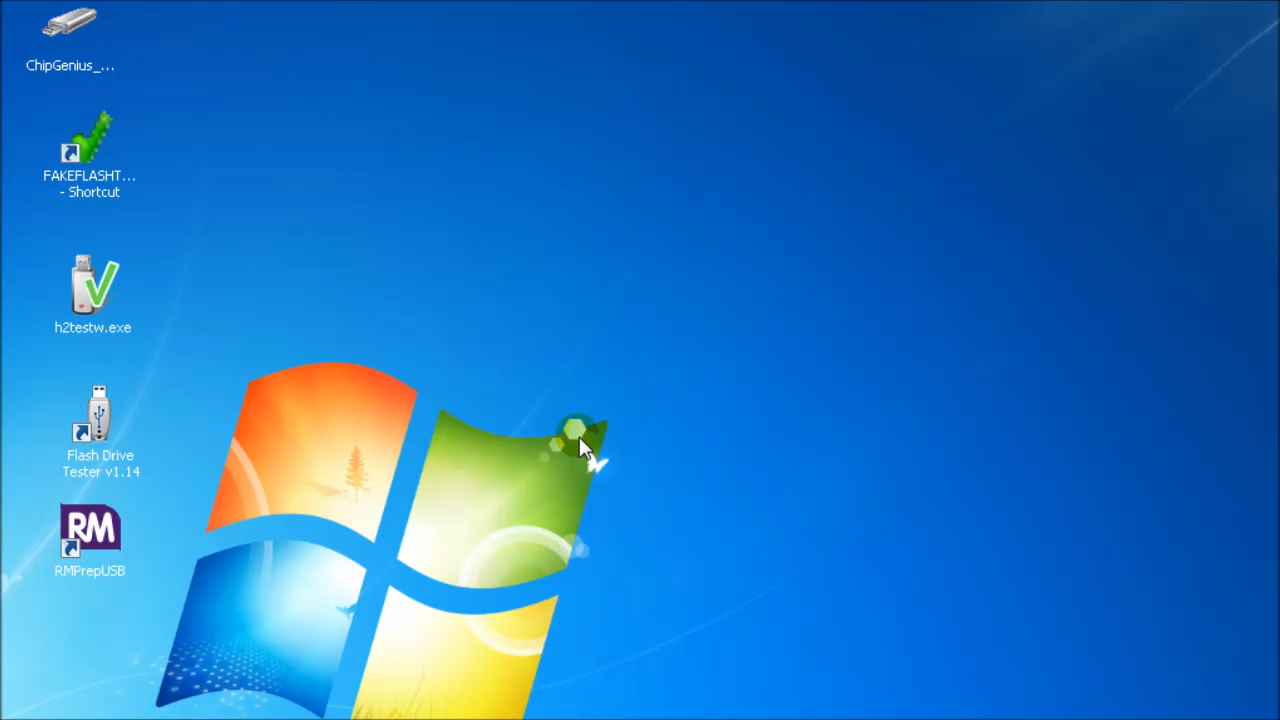 ChipGenius_...
FAKEFLASHT...
- Shortcut
h2testw.exe
Flash Drive
Tester v1.14
RM
RMPrepUSB